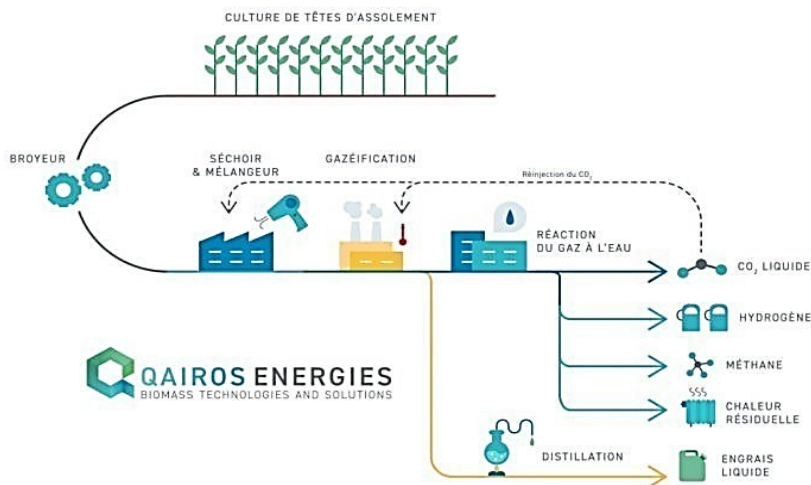 CULTURE DE TÊTES D'ASSOLEMENT
BROYEUR
SÉCHOIR
& MÉLANGEUR
GAZÉIFICATION
Réinjection du CO₂
RÉACTION
DU GAZ À L'EAU
CO₂ LIQUIDE
HYDROGÈNE
MÉTHANE
CHALEUR
RÉSIDUELLE
QAIROS ENERGIES
BIOMASS TECHNOLOGIES AND SOLUTIONS
DISTILLATION
ENGRAIS
LIQUIDE